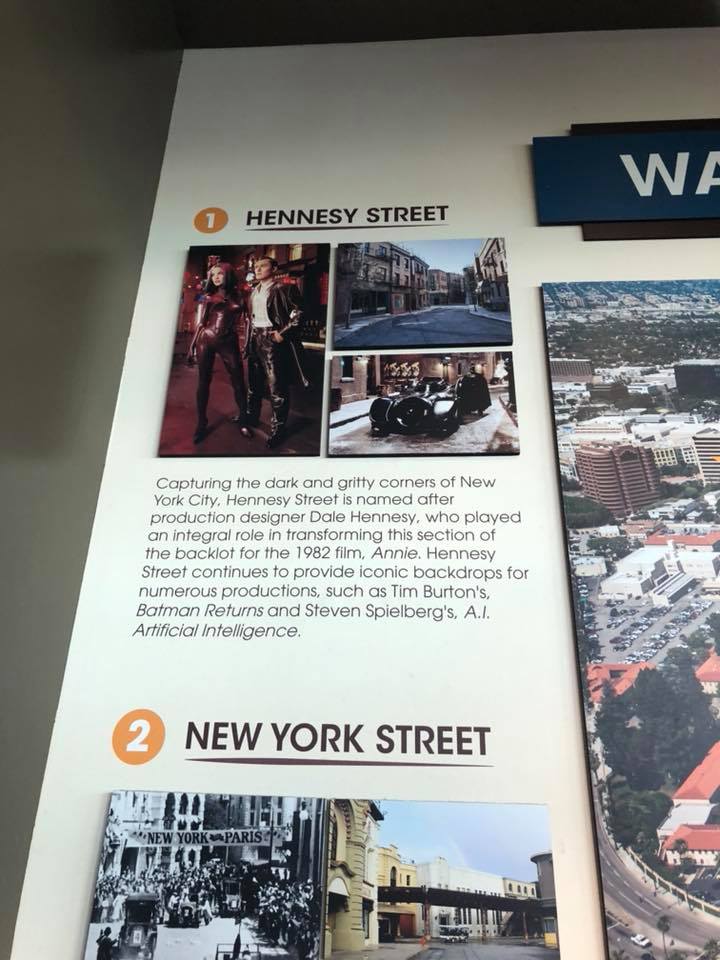 WA
1 HENNESY STREET
Capturing the dark and gritty corners of New
York City, Hennesy Street is named after
production designer Dale Hennesy, who played
an integral role in transforming this section of
the backlot for the 1982 film, Annie. Hennesy
Street continues to provide iconic backdrops for
numerous productions, such as Tim Burton's,
Batman Returns and Steven Spielberg's, A.I.
Artificial Intelligence.
2 NEW YORK STREET
NEW YORK PARIS